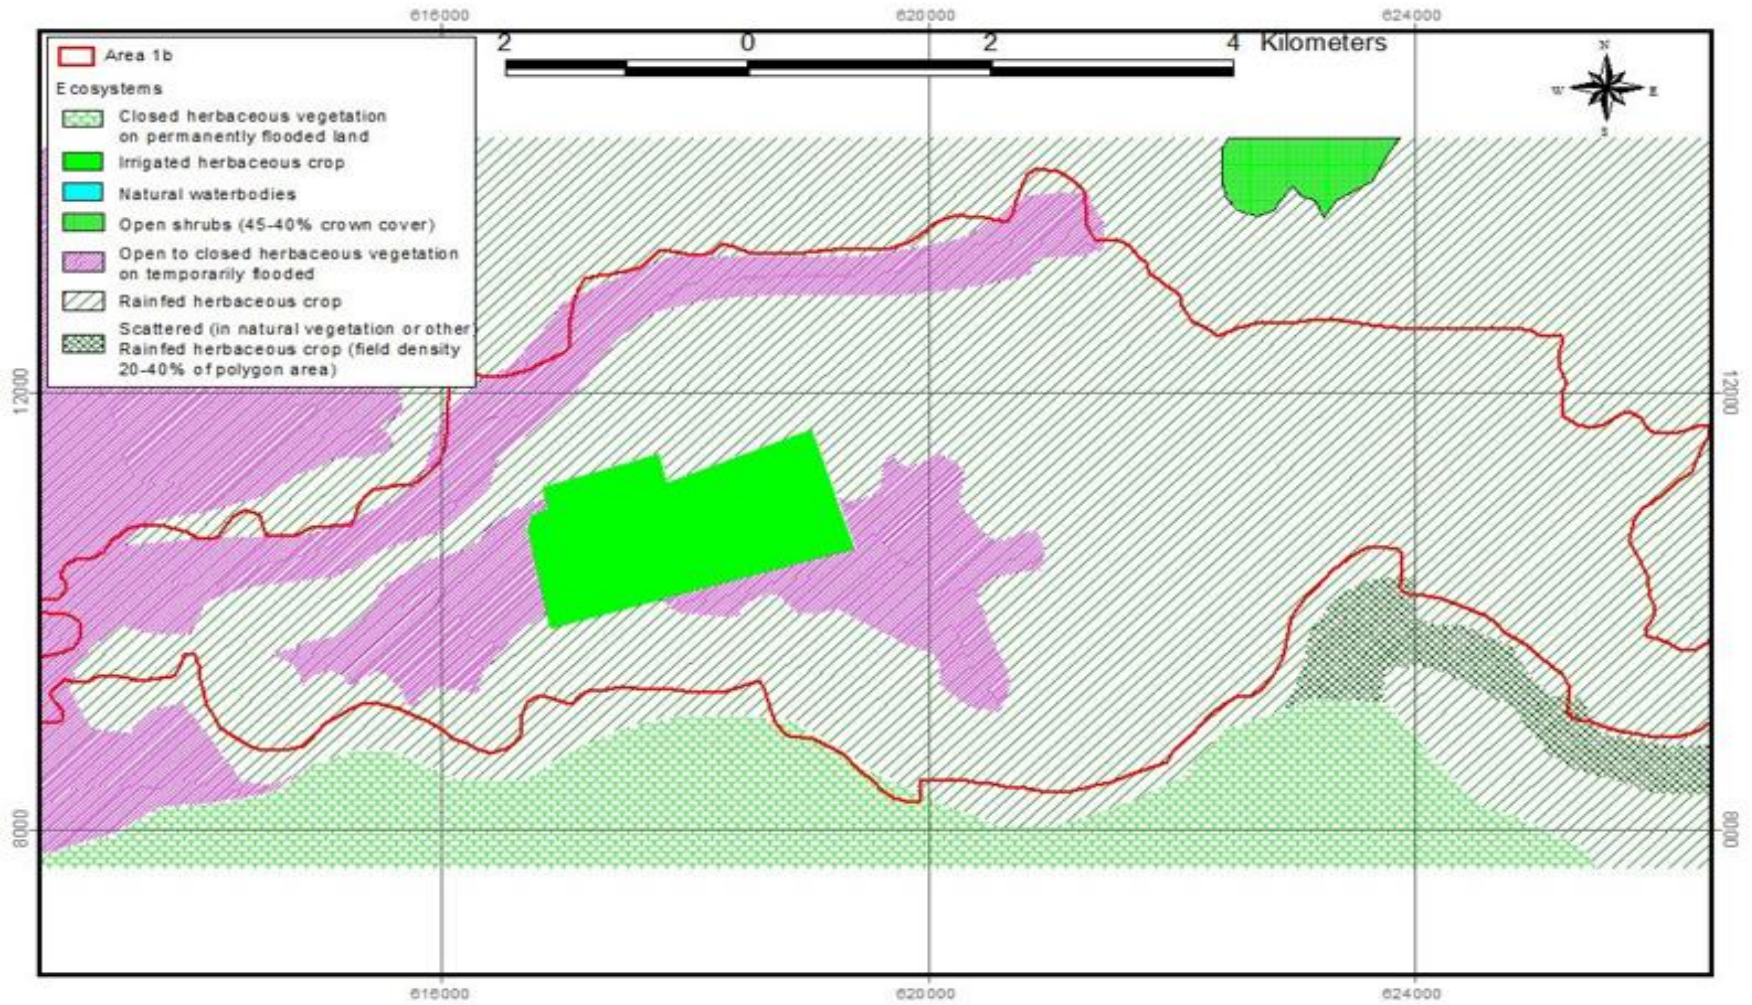 616000 620000 624000
2 0 2 4 Kilometers
N
W E
S
Area 1b
Ecosystems
Closed herbaceous vegetation
on permanently flooded land
Irrigated herbaceous crop
Natural waterbodies
Open shrubs (45-40% crown cover)
Open to closed herbaceous vegetation
on temporarily flooded
Rainfed herbaceous crop
Scattered (in natural vegetation or other
Rainfed herbaceous crop (field density
20-40% of polygon area)
12000 12000
8000 8000
616000 620000 624000